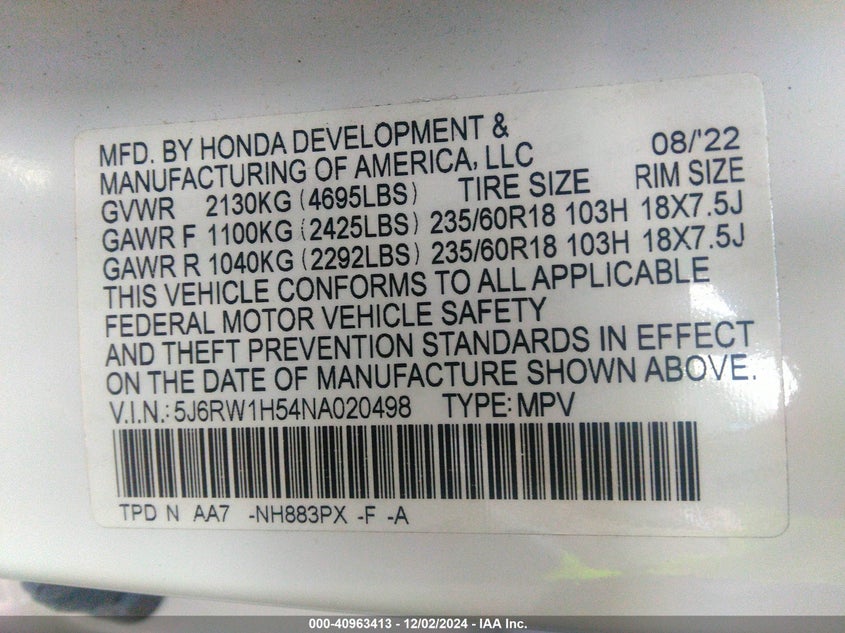 MFD. BY HONDA DEVELOPMENT & 08/'22
MANUFACTURING OF AMERICA, LLC
GVWR 2130KG (4695LBS) TIRE SIZE RIM SIZE
GAWR F 1100KG (2425LBS) 235/60R18 103H 18X7.5J
GAWR R 1040KG (2292LBS) 235/60R18 103H 18X7.5J
THIS VEHICLE CONFORMS TO ALL APPLICABLE
FEDERAL MOTOR VEHICLE SAFETY
AND THEFT PREVENTION STANDARDS IN EFFECT
ON THE DATE OF MANUFACTURE SHOWN ABOVE.
V.I.N.: 5J6RW1H54NA020498 TYPE: MPV
TPD N AA7 -NH883PX -F -A
000-40963413 - 12/02/2024 - IAA Inc.